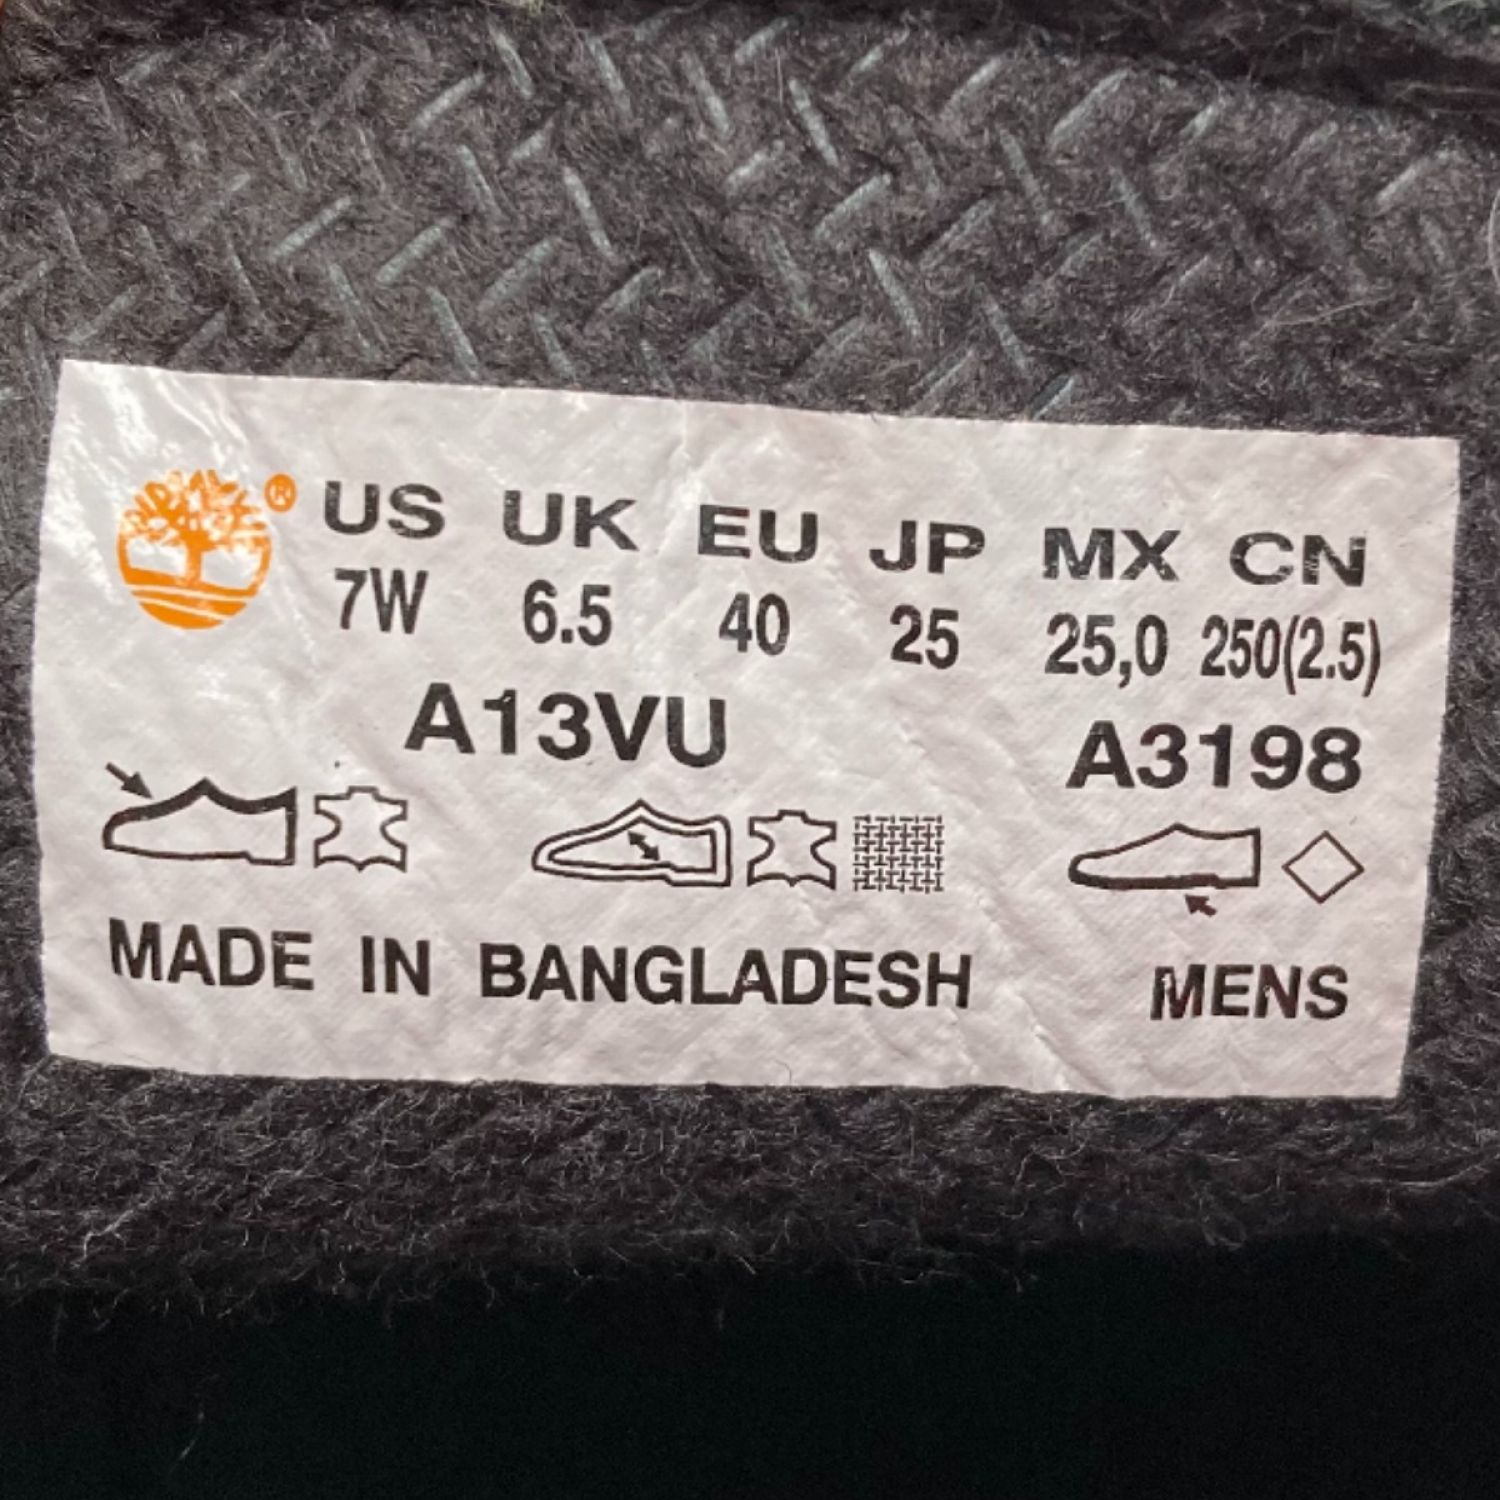 ® US UK EU JP MX CN
7W 6.5 40 25 25,0 250(2.5)
A13VU A3198
MADE IN BANGLADESH MENS